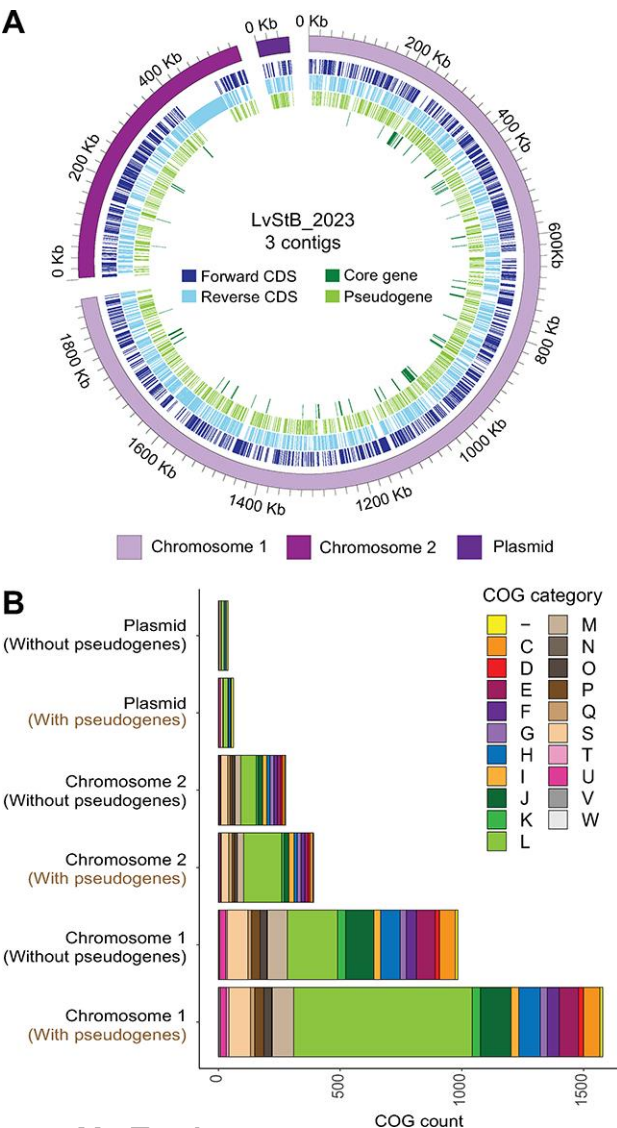 A
0 Kb
0 Kb
200 Kb
400 Kb
600Kb
800 Kb
1000 Kb
1200 Kb
1400 Kb
1600 Kb
1800 Kb
0 Kb
200 Kb
400 Kb
LvStB_2023
3 contigs
Forward CDS
Core gene
Reverse CDS
Pseudogene
Chromosome 1
Chromosome 2
Plasmid
B
COG category
–
C
D
E
F
G
H
I
J
K
L
M
N
O
P
Q
S
T
U
V
W
Plasmid
(Without pseudogenes)
Plasmid
(With pseudogenes)
Chromosome 2
(Without pseudogenes)
Chromosome 2
(With pseudogenes)
Chromosome 1
(Without pseudogenes)
Chromosome 1
(With pseudogenes)
0
500
1000
1500
COG count